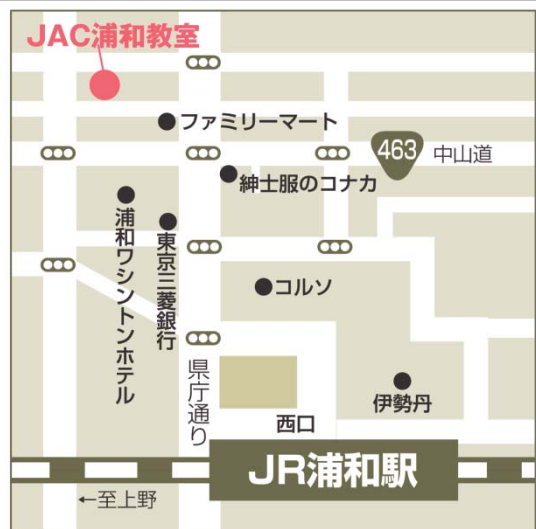 JAC浦和教室
ファミリーマート
463
中山道
紳士服のコナカ
浦和ワシントンホテル
東京三菱銀行
コルソ
県庁通り
伊勢丹
西口
JR浦和駅
←至上野